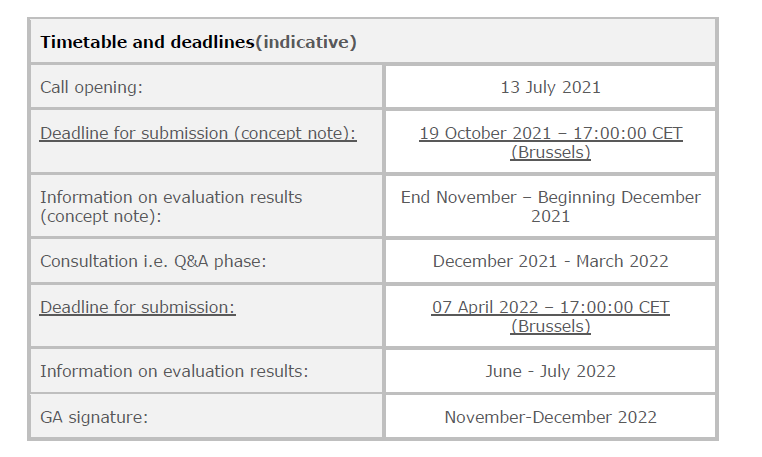 Timetable and deadlines(indicative)
Call opening:
13 July 2021
Deadline for submission (concept note):
19 October 2021 – 17:00:00 CET
(Brussels)
Information on evaluation results
(concept note):
End November – Beginning December
2021
Consultation i.e. Q&A phase:
December 2021 - March 2022
Deadline for submission:
07 April 2022 – 17:00:00 CET
(Brussels)
Information on evaluation results:
June - July 2022
GA signature:
November-December 2022